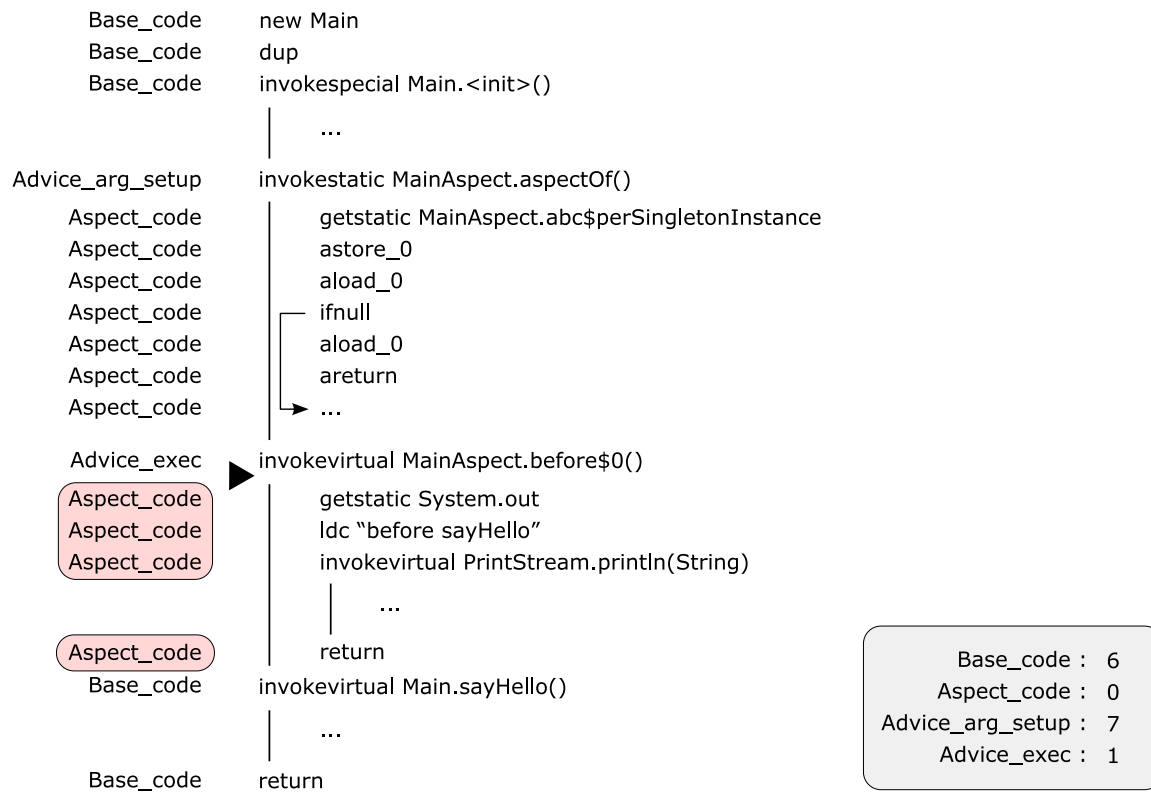 Base_code new Main
Base_code dup
Base_code invokespecial Main.<init>()
...
Advice_arg_setup invokestatic MainAspect.aspectOf()
Aspect_code getstatic MainAspect.abc$perSingletonInstance
Aspect_code astore_0
Aspect_code aload_0
Aspect_code ifnull
Aspect_code aload_0
Aspect_code areturn
Aspect_code ...
Advice_exec invokevirtual MainAspect.before$0()
Aspect_code getstatic System.out
Aspect_code ldc “before sayHello”
Aspect_code invokevirtual PrintStream.println(String)
...
Aspect_code return
Base_code invokevirtual Main.sayHello()
...
Base_code return
Base_code : 6
Aspect_code : 0
Advice_arg_setup : 7
Advice_exec : 1